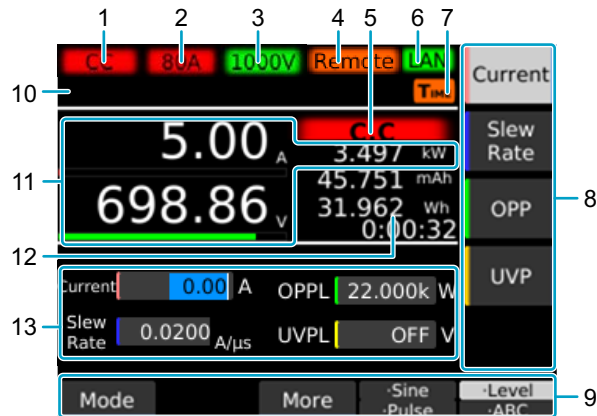 1 2 3 4 5 6 7
CC 80A 1000V Remote LAN
10 TIME Current
5.00 A C.C
3.497 kW Slew Rate
11 45.751 mAh
698.86 V 31.962 Wh OPP 8
0:00:32
12 UVP
Current 0.00 A OPPL 22.000k W
13
Slew Rate 0.0200 A/µs UVPL OFF V
Mode More ·Sine ·Level 9
·Pulse ·ABC